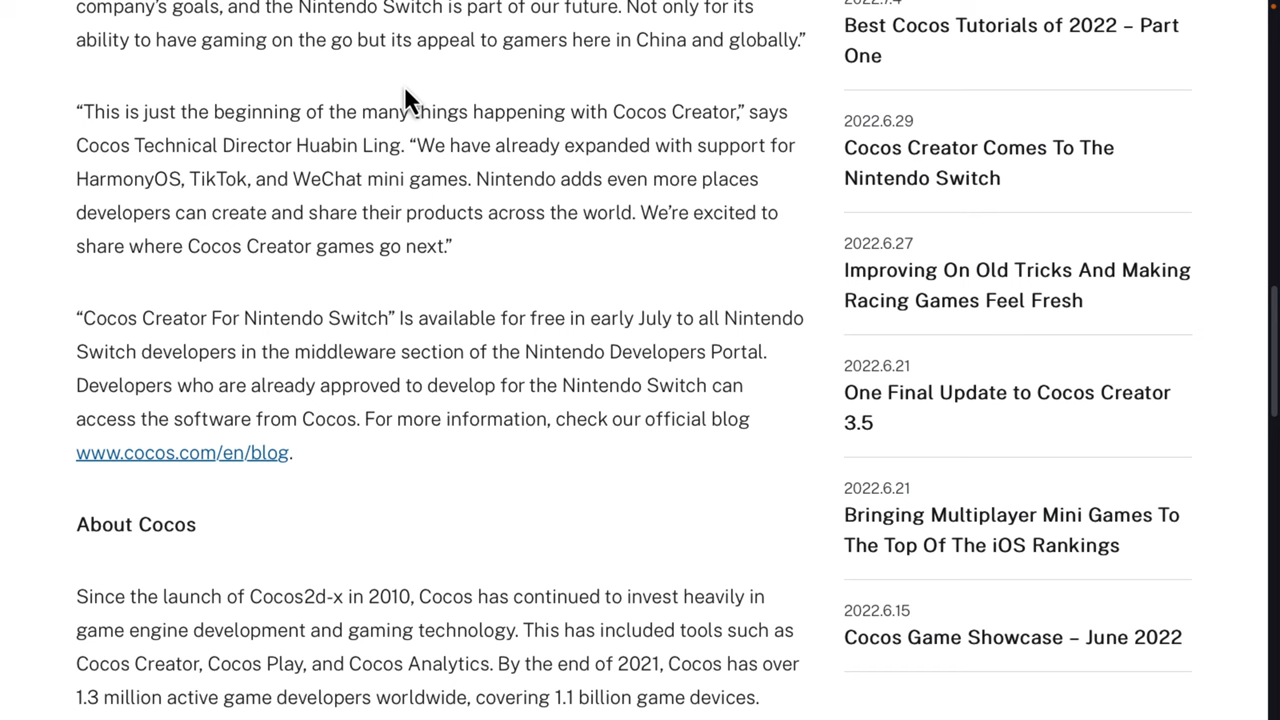 company's goals, and the Nintendo Switch is part of our future. Not only for its
ability to have gaming on the go but its appeal to gamers here in China and globally.”
“This is just the beginning of the many things happening with Cocos Creator,” says
Cocos Technical Director Huabin Ling. “We have already expanded with support for
HarmonyOS, TikTok, and WeChat mini games. Nintendo adds even more places
developers can create and share their products across the world. We’re excited to
share where Cocos Creator games go next.”
“Cocos Creator For Nintendo Switch” Is available for free in early July to all Nintendo
Switch developers in the middleware section of the Nintendo Developers Portal.
Developers who are already approved to develop for the Nintendo Switch can
access the software from Cocos. For more information, check our official blog
www.cocos.com/en/blog.
About Cocos
Since the launch of Cocos2d-x in 2010, Cocos has continued to invest heavily in
game engine development and gaming technology. This has included tools such as
Cocos Creator, Cocos Play, and Cocos Analytics. By the end of 2021, Cocos has over
1.3 million active game developers worldwide, covering 1.1 billion game devices.
2022.7.4
Best Cocos Tutorials of 2022 – Part
One
2022.6.29
Cocos Creator Comes To The
Nintendo Switch
2022.6.27
Improving On Old Tricks And Making
Racing Games Feel Fresh
2022.6.21
One Final Update to Cocos Creator
3.5
2022.6.21
Bringing Multiplayer Mini Games To
The Top Of The iOS Rankings
2022.6.15
Cocos Game Showcase – June 2022